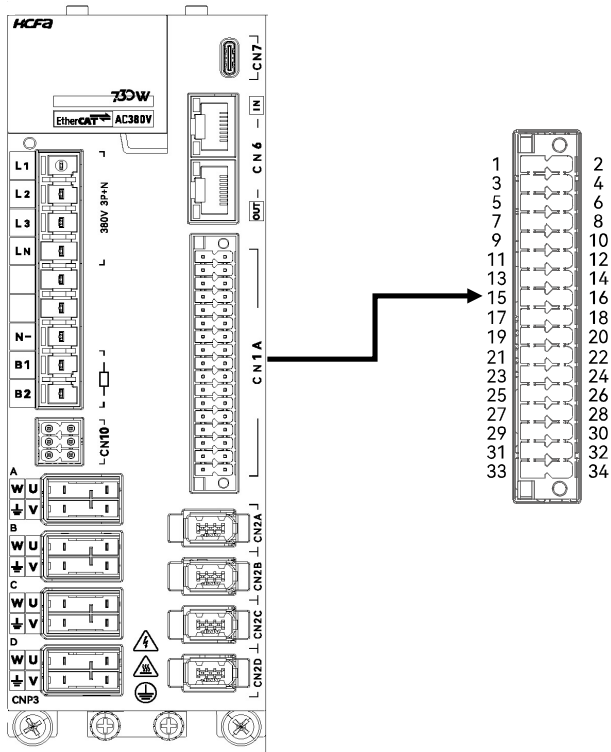 HCFA
730W
EtherCAT AC380V
L1
L2
L3
LN
N-
B1
B2
380V 3P+N
CN10
A
W U
V
B
W U
V
C
W U
V
D
W U
V
CNP3
CN7
IN
CN6
OUT
CN1A
CN2A
CN2B
CN2C
CN2D
1 2
3 4
5 6
7 8
9 10
11 12
13 14
15 16
17 18
19 20
21 22
23 24
25 26
27 28
29 30
31 32
33 34